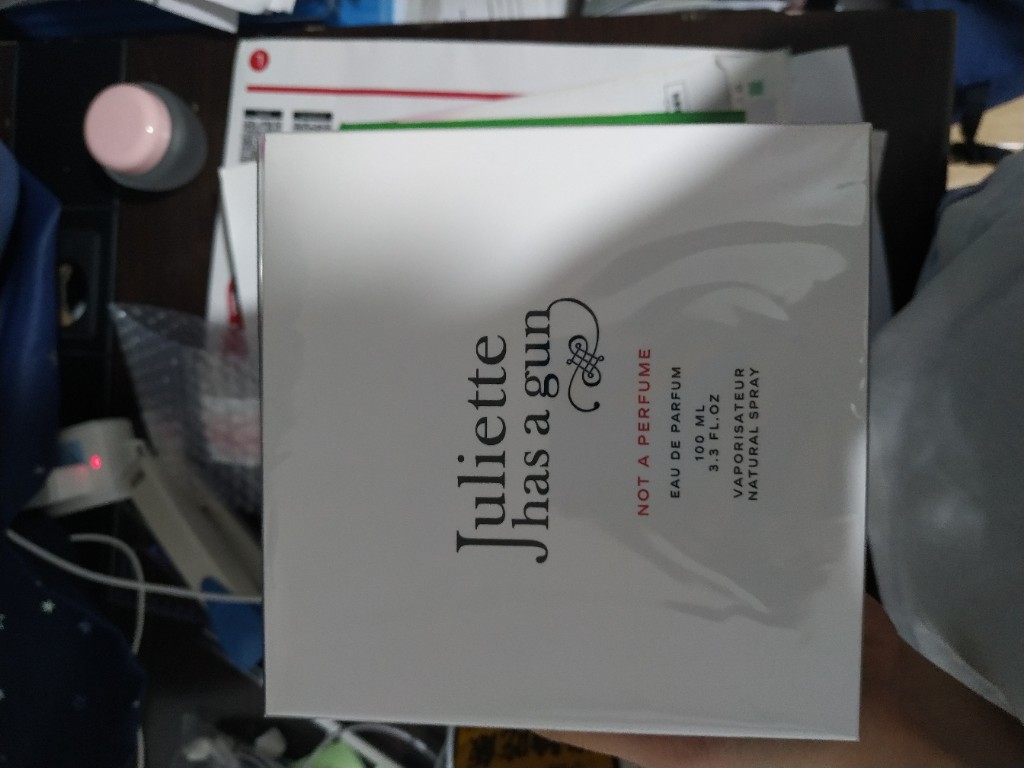 Juliette
has a gun
NOT A PERFUME
EAU DE PARFUM
100 ML
3.3 FL.OZ
VAPORISATEUR
NATURAL SPRAY